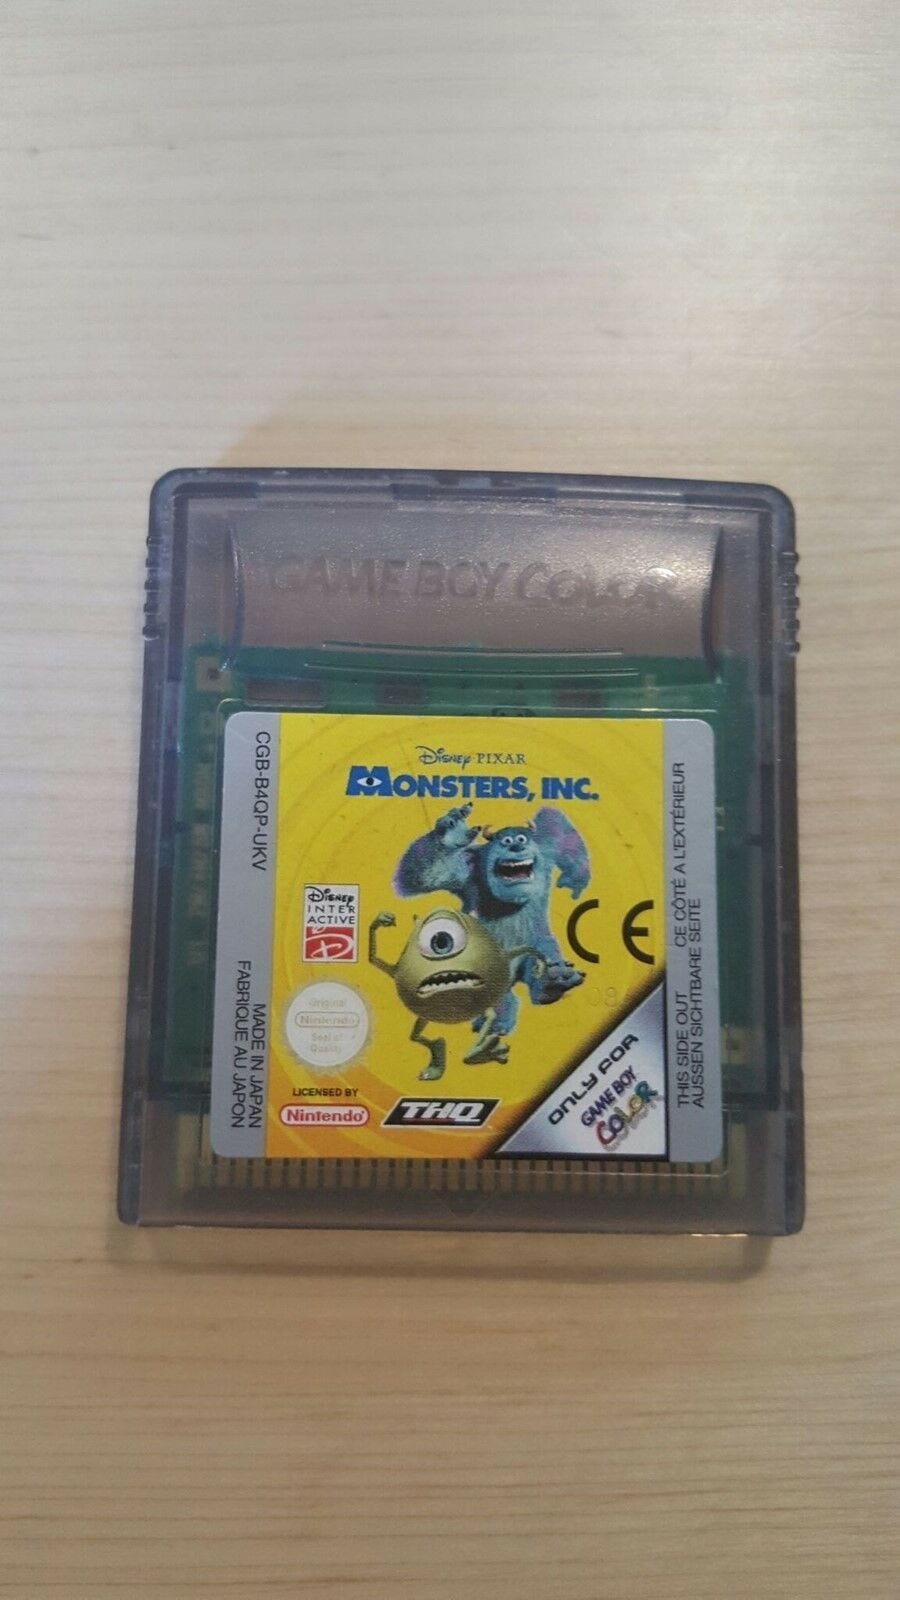 GAME BOY COLOR
CGB-B4QP-UKV
MADE IN JAPAN
FABRIQUE AU JAPON
Disney PIXAR
MONSTERS, INC.
Disney
INTER
ACTIVE
D
CE
08
Original
Nintendo
Seal of
Quality
LICENSED BY
Nintendo
THQ
ONLY FOR
GAME BOY
COLOR
THIS SIDE OUT CE CÔTÉ A L'EXTÉRIEUR
AUSSEN SICHTBARE SEITE